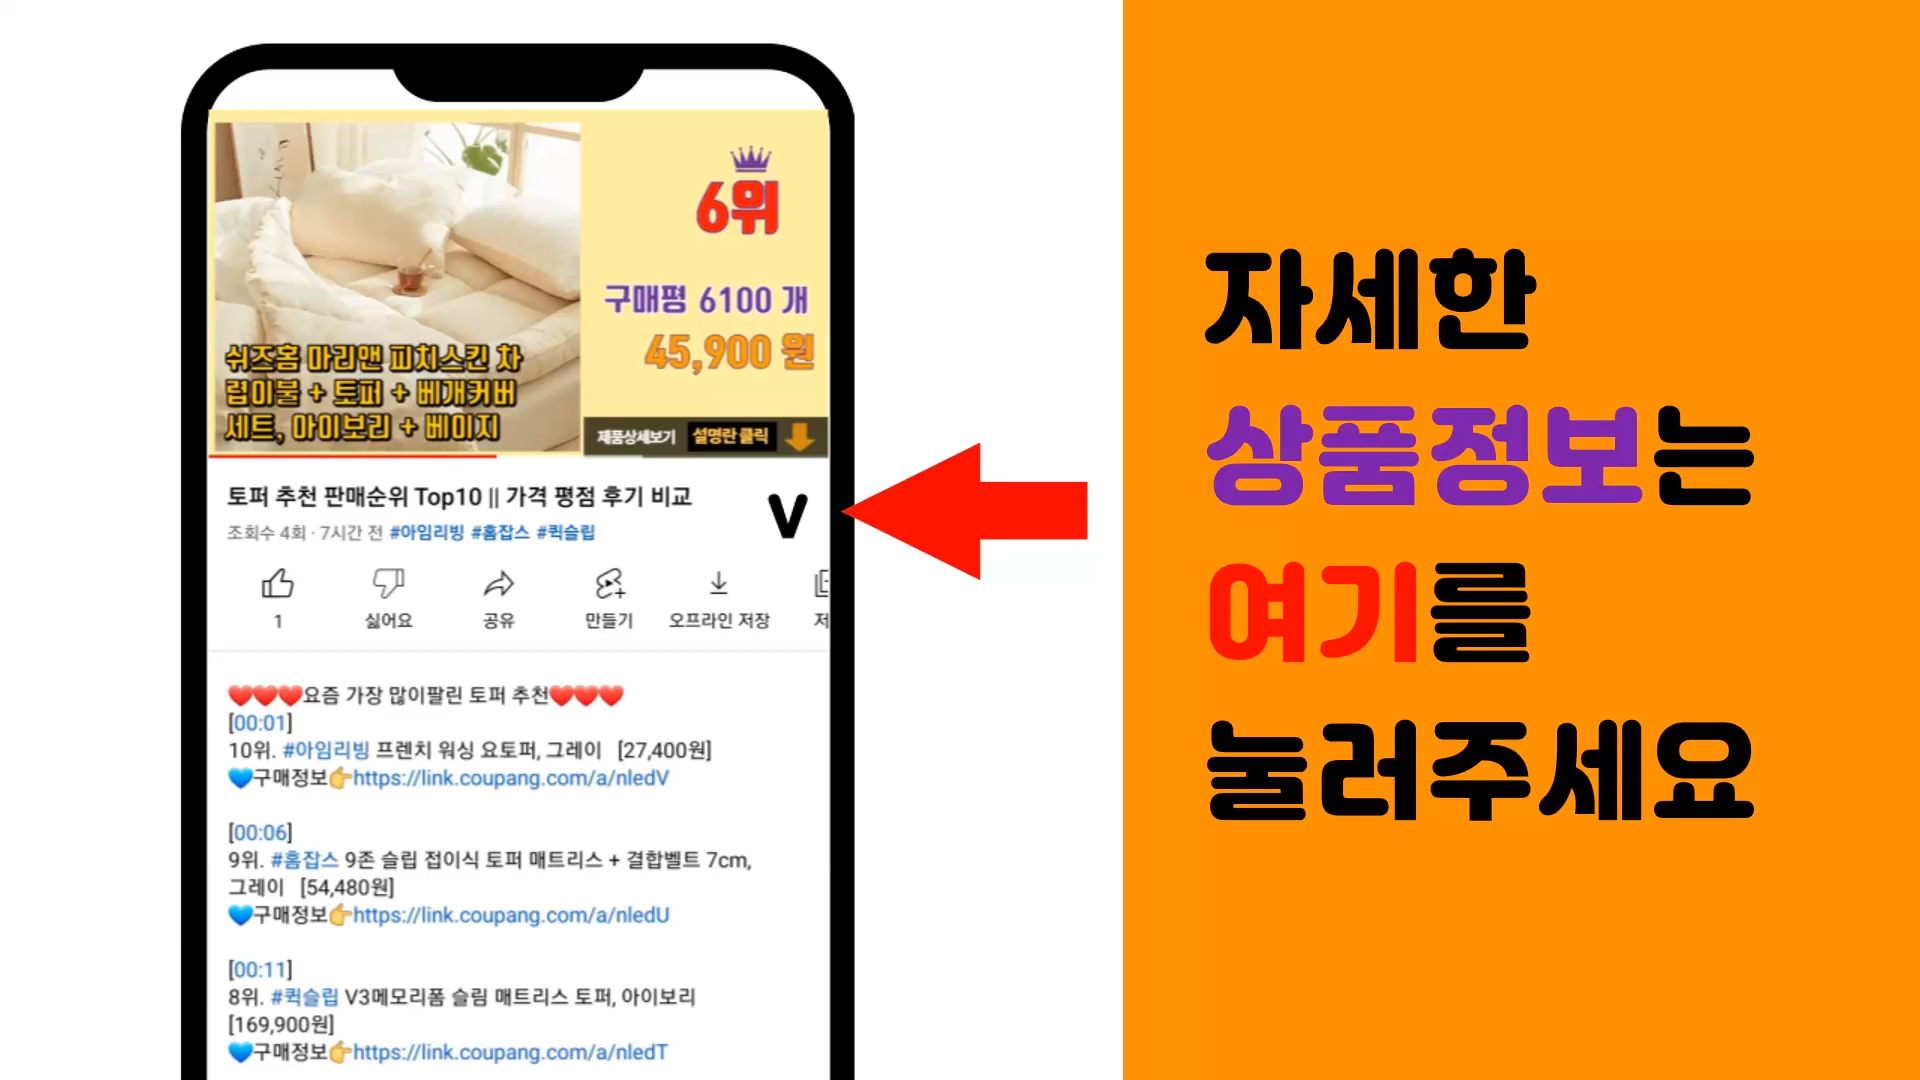 6위
구매평 6100 개
45,900 원
쉬즈홈 마리앤 피치스킨 차
렵이불 + 토퍼 + 베개커버
세트, 아이보리 + 베이지
제품상세보기 설명란 클릭
토퍼 추천 판매순위 Top10 || 가격 평점 후기 비교
V
조회수 4회 · 7시간 전 #아임리빙 #홈잡스 #퀵슬립
1 싫어요 공유 만들기 오프라인 저장 저
❤️❤️❤️요즘 가장 많이팔린 토퍼 추천❤️❤️❤️
[00:01]
10위. #아임리빙 프렌치 워싱 요토퍼, 그레이 [27,400원]
💙구매정보👉https://link.coupang.com/a/nledV
[00:06]
9위. #홈잡스 9존 슬립 접이식 토퍼 매트리스 + 결합벨트 7cm,
그레이 [54,480원]
💙구매정보👉https://link.coupang.com/a/nledU
[00:11]
8위. #퀵슬립 V3메모리폼 슬림 매트리스 토퍼, 아이보리
[169,900원]
💙구매정보👉https://link.coupang.com/a/nledT
자세한
상품정보는
여기를
눌러주세요